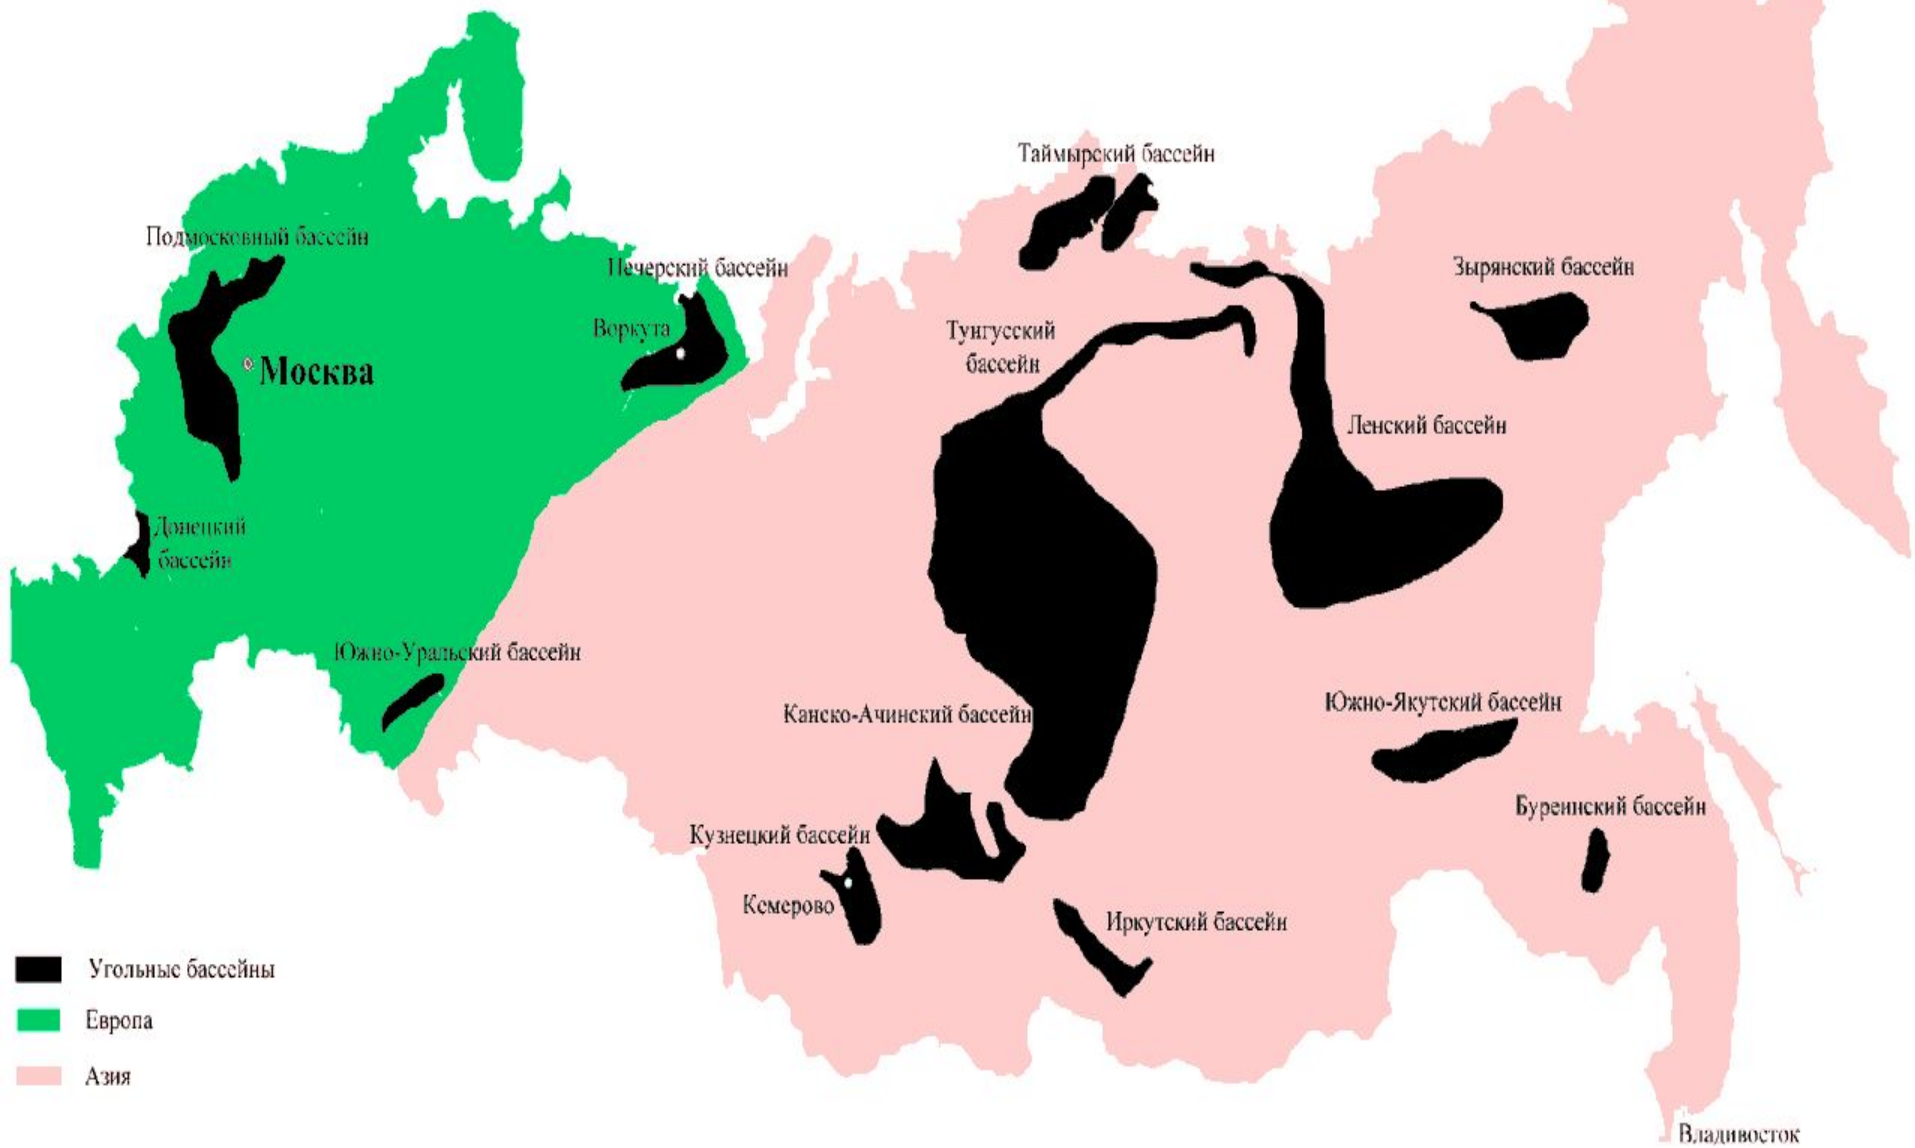 Таймырский бассейн
Подмосковный бассейн
Печерский бассейн
Зырянский бассейн
Воркута
Тунгусский
бассейн
Москва
Ленский бассейн
Донецкий
бассейн
Южно-Уральский бассейн
Южно-Якутский бассейн
Канско-Ачинский бассейн
Буреинский бассейн
Кузнецкий бассейн
Кемерово
Иркутский бассейн
Угольные бассейны
Европа
Азия
Владивосток